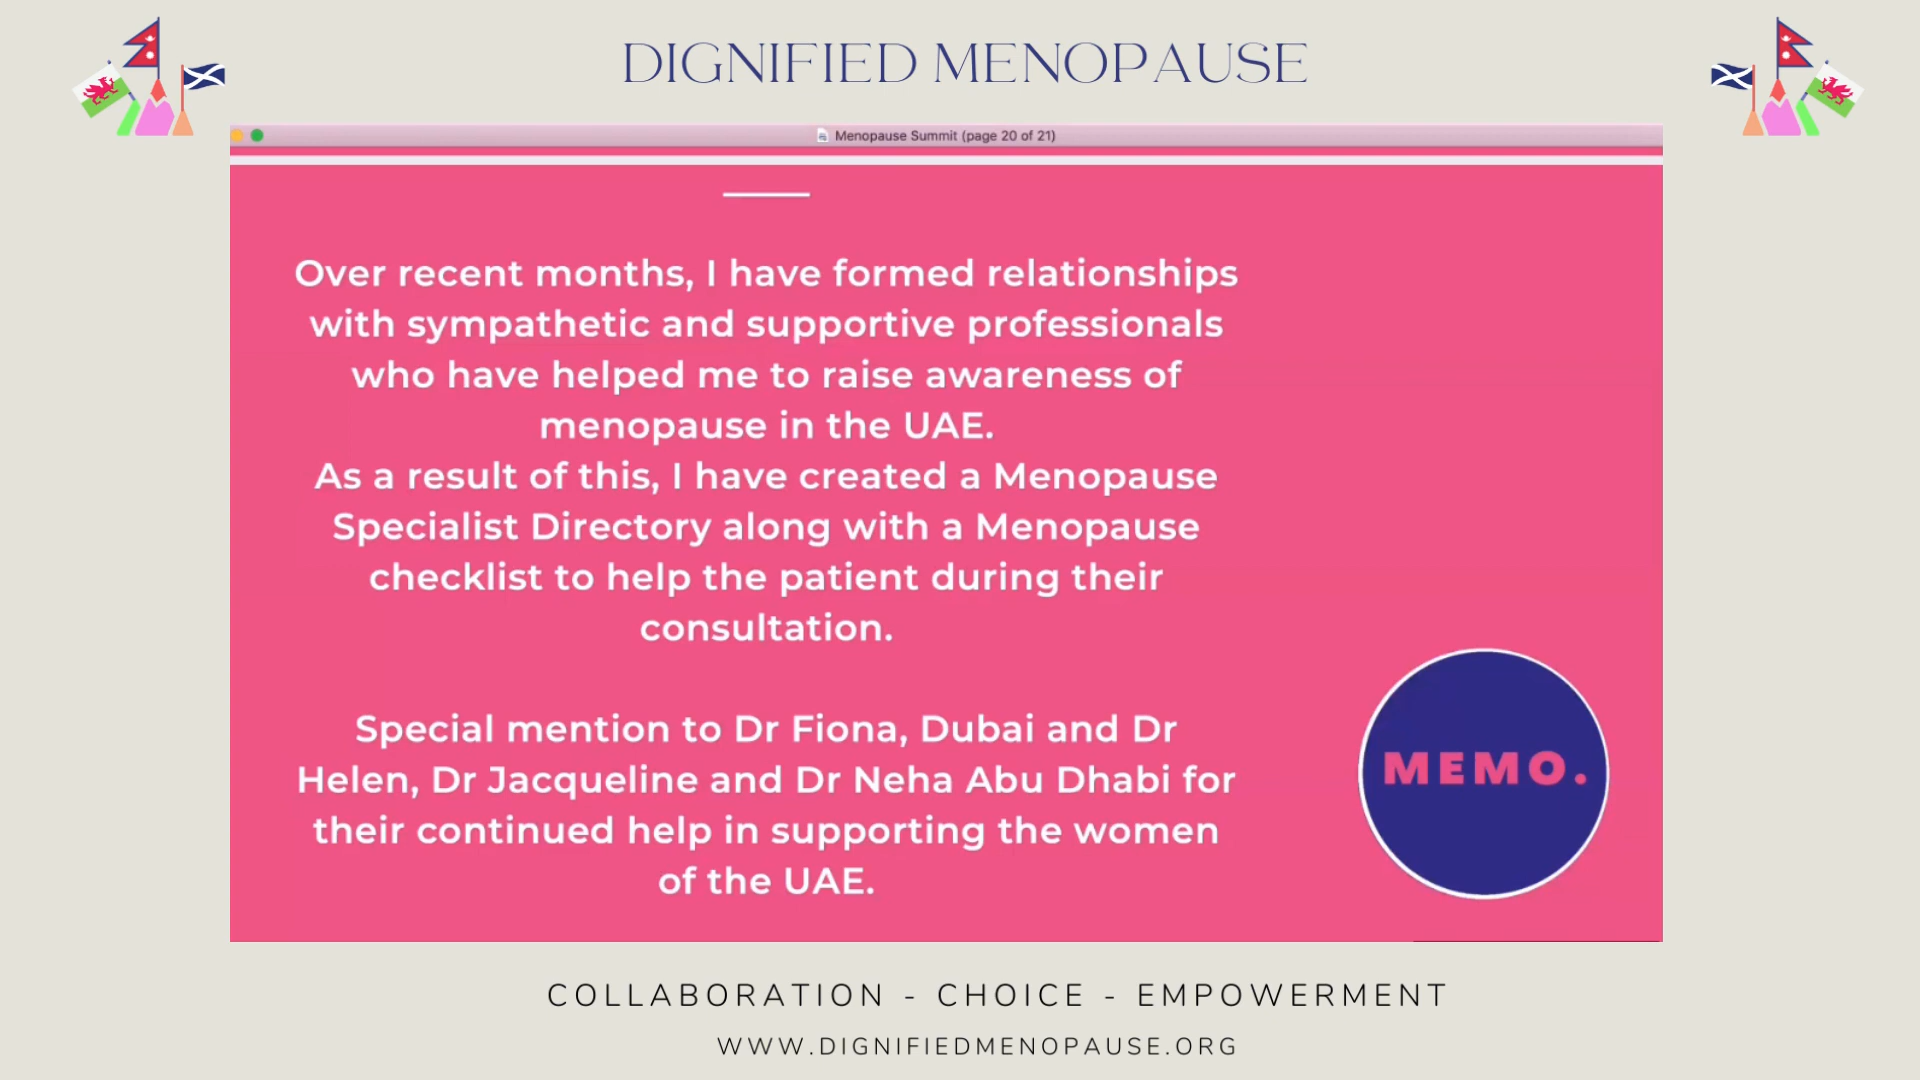 DIGNIFIED MENOPAUSE
Menopause Summit (page 20 of 21)
Over recent months, I have formed relationships
with sympathetic and supportive professionals
who have helped me to raise awareness of
menopause in the UAE.
As a result of this, I have created a Menopause
Specialist Directory along with a Menopause
checklist to help the patient during their
consultation.
Special mention to Dr Fiona, Dubai and Dr
Helen, Dr Jacqueline and Dr Neha Abu Dhabi for
their continued help in supporting the women
of the UAE.
MEMO.
COLLABORATION - CHOICE - EMPOWERMENT
WWW.DIGNIFIEDMENOPAUSE.ORG